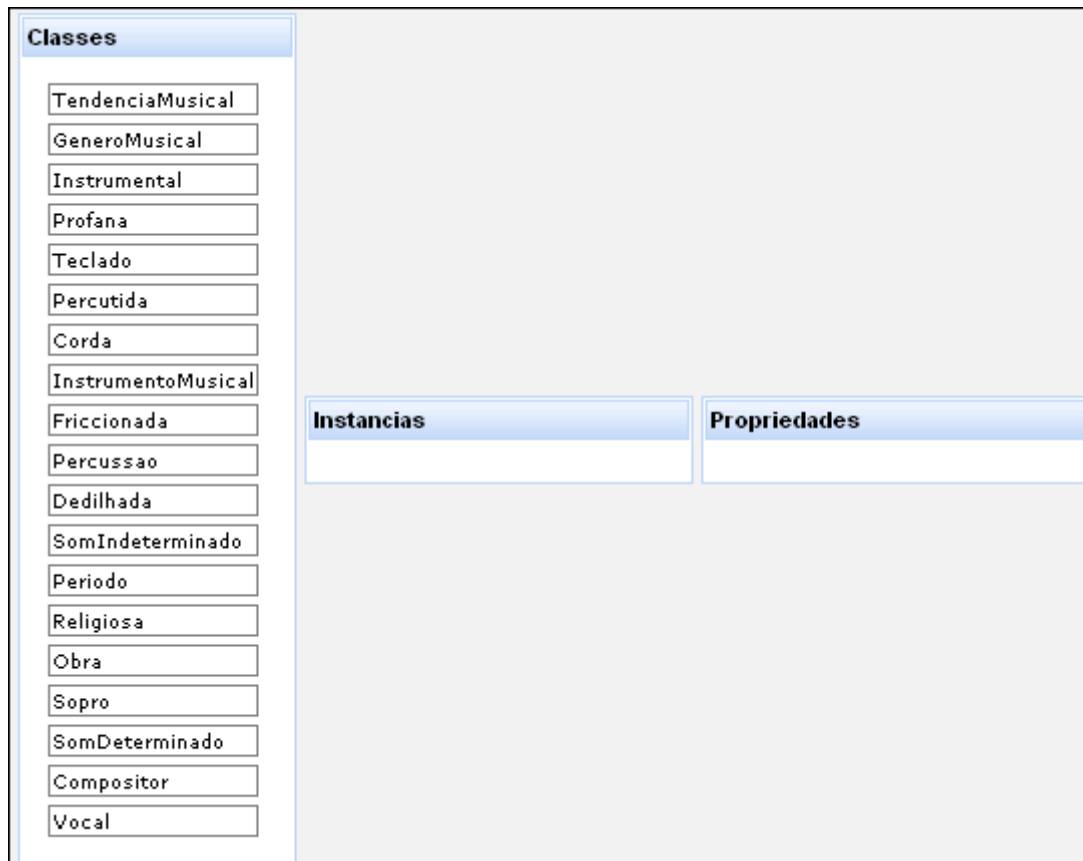 Classes
TendenciaMusical
GeneroMusical
Instrumental
Profana
Teclado
Percutida
Corda
InstrumentoMusical
Friccionada
Percussao
Dedilhada
SomIndeterminado
Periodo
Religiosa
Obra
Sopro
SomDeterminado
Compositor
Vocal
Instancias
Propriedades